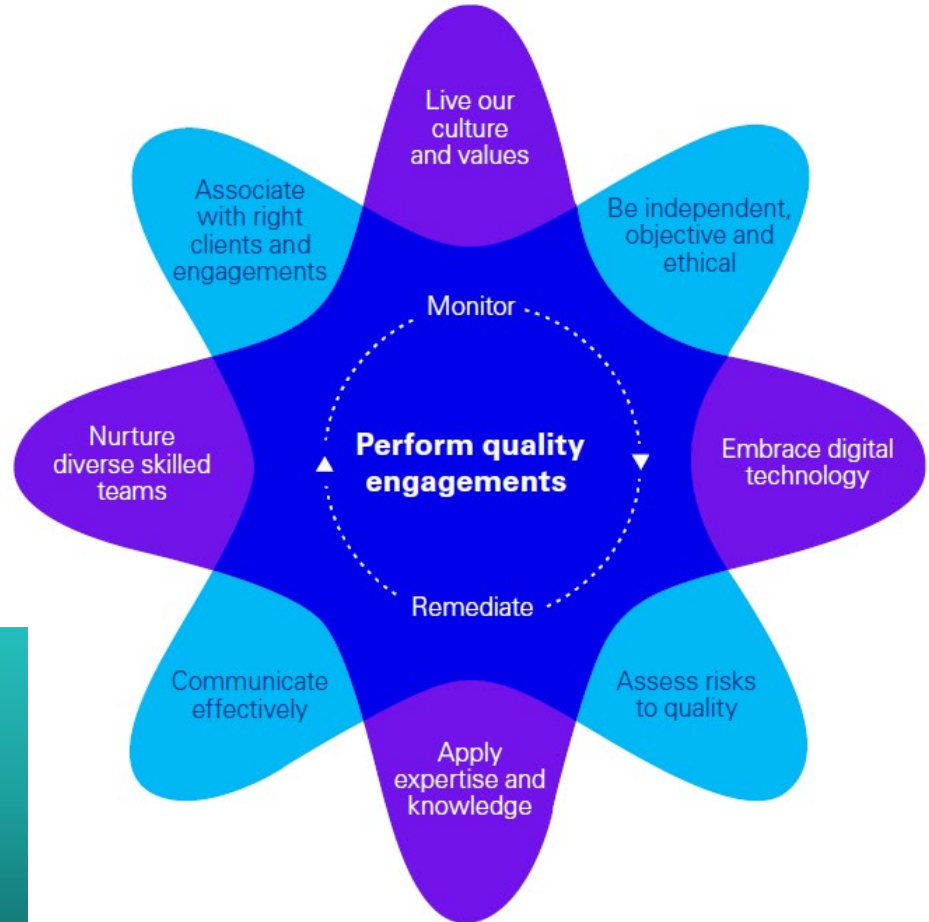 Live our
culture
and values
Be independent,
objective and
ethical
Embrace digital
technology
Assess risks
to quality
Apply
expertise and
knowledge
Communicate
effectively
Nurture
diverse skilled
teams
Associate
with right
clients and
engagements
Monitor
Perform quality
engagements
Remediate